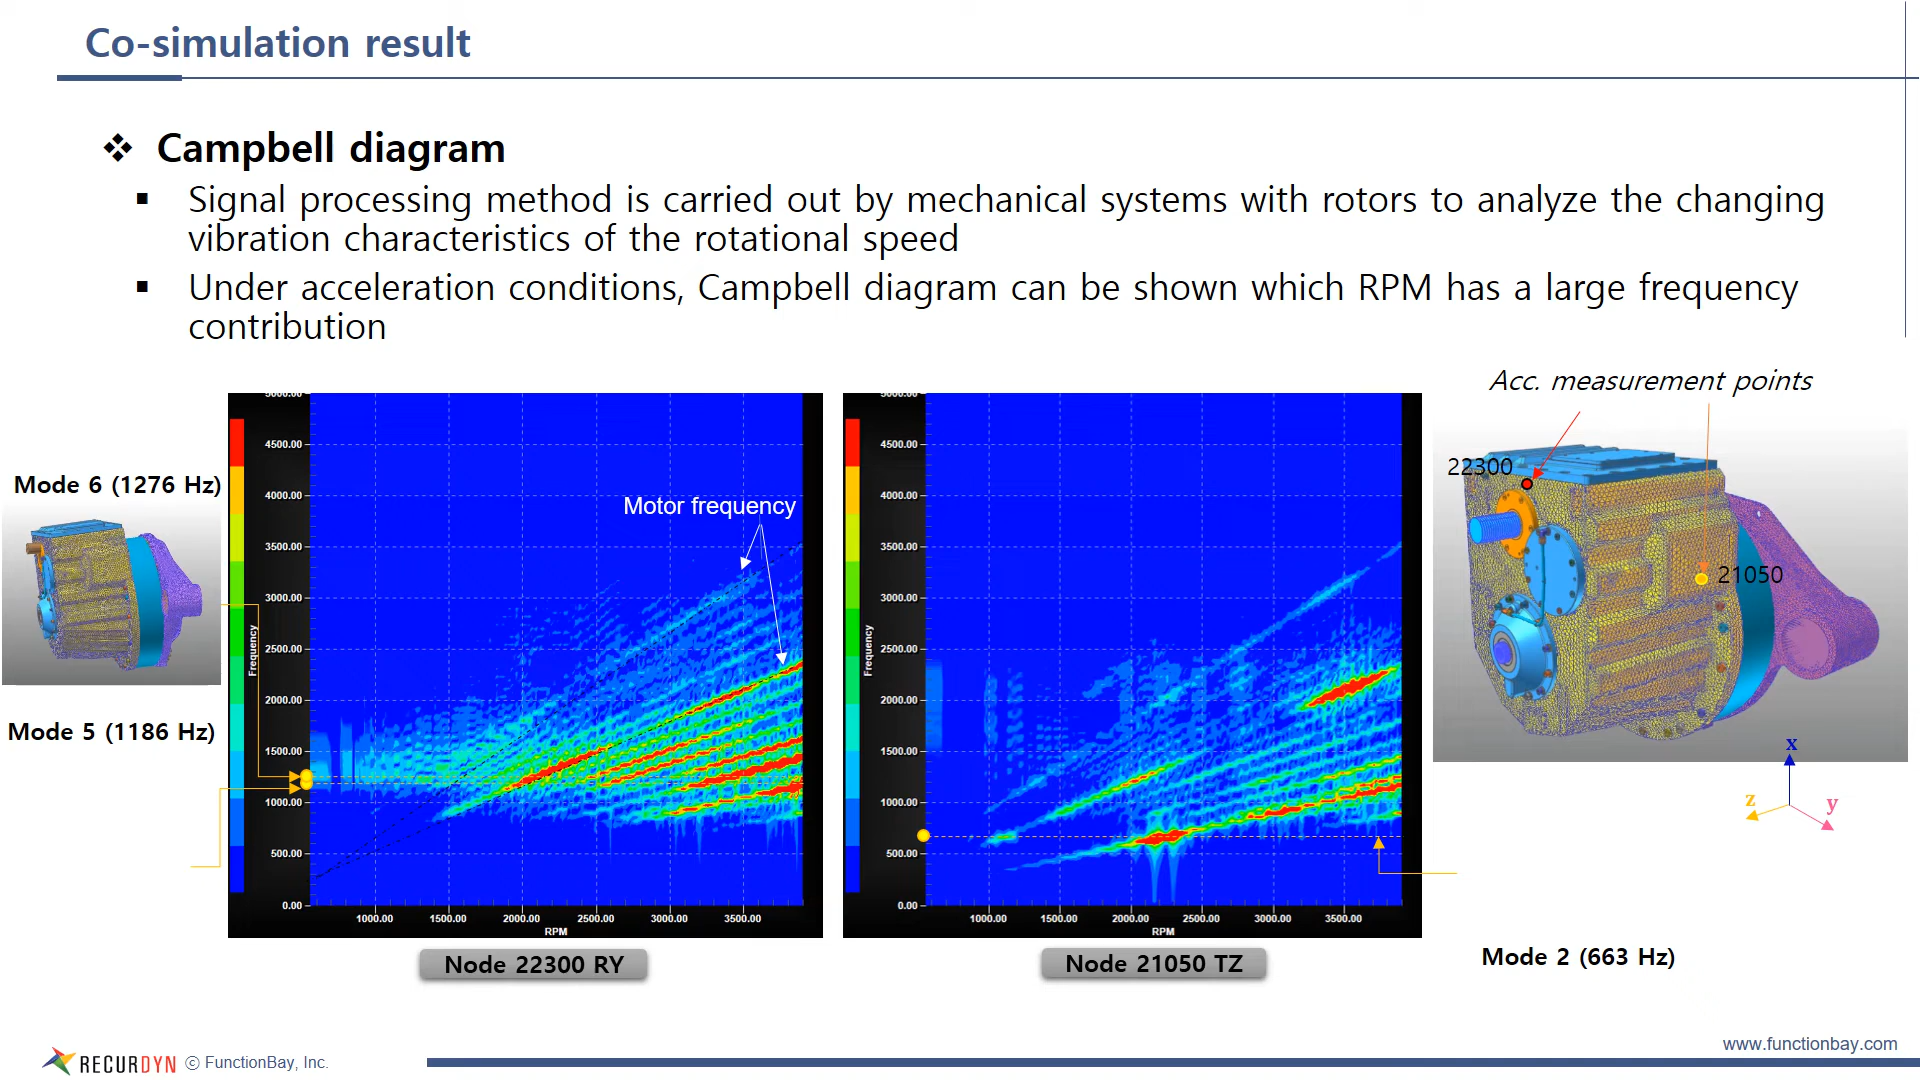 Co-simulation result
❖ Campbell diagram
▪ Signal processing method is carried out by mechanical systems with rotors to analyze the changing
vibration characteristics of the rotational speed
▪ Under acceleration conditions, Campbell diagram can be shown which RPM has a large frequency
contribution
Acc. measurement points
22300
21050
x
z
y
Mode 6 (1276 Hz)
Mode 5 (1186 Hz)
5000.00
4500.00
4000.00
3500.00
3000.00
2500.00
2000.00
1500.00
1000.00
500.00
0.00
Frequency
Motor frequency
1000.00 1500.00 2000.00 2500.00 3000.00 3500.00
RPM
Node 22300 RY
5000.00
4500.00
4000.00
3500.00
3000.00
2500.00
2000.00
1500.00
1000.00
500.00
0.00
Frequency
1000.00 1500.00 2000.00 2500.00 3000.00 3500.00
RPM
Node 21050 TZ
Mode 2 (663 Hz)
RECURDYN ⓒ FunctionBay, Inc.
www.functionbay.com